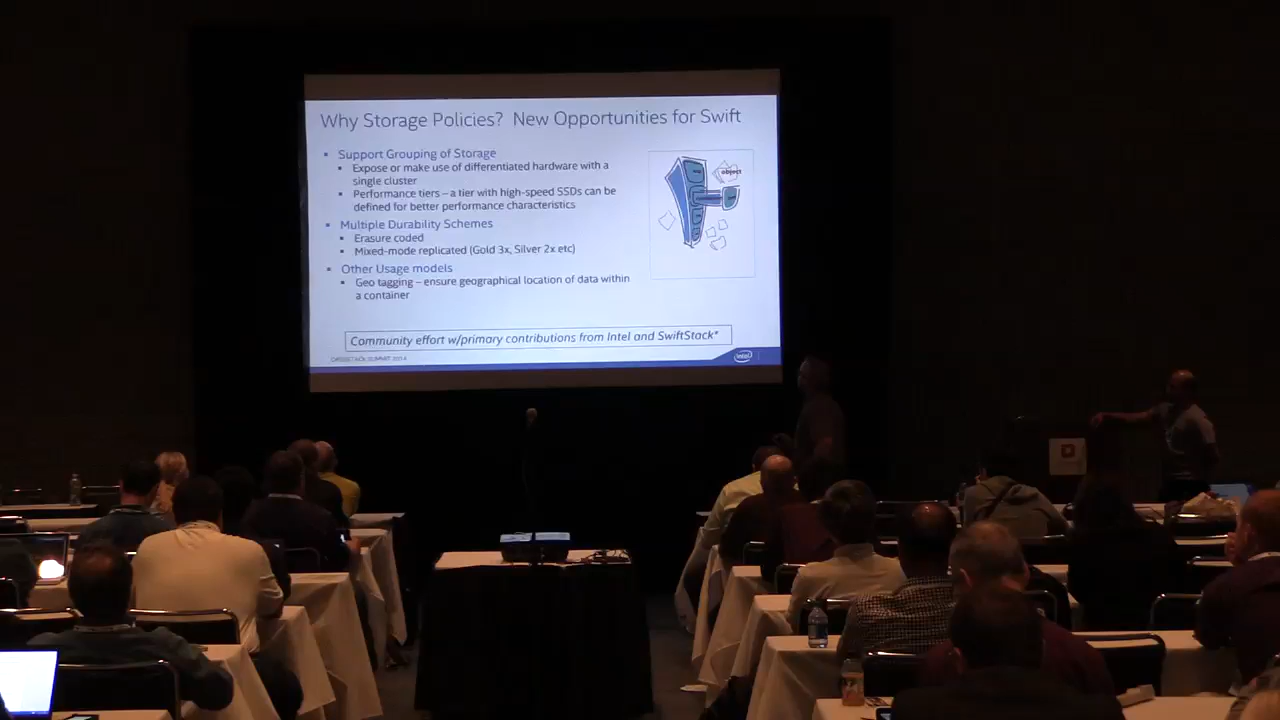 Why Storage Policies? New Opportunities for Swift
▪ Support Grouping of Storage
▪ Expose or make use of differentiated hardware with a
single cluster
▪ Performance tiers – a tier with high-speed SSDs can be
defined for better performance characteristics
▪ Multiple Durability Schemes
▪ Erasure coded
▪ Mixed-mode replicated (Gold 3x, Silver 2x etc)
▪ Other Usage models
▪ Geo tagging – ensure geographical location of data within
a container
object
Community effort w/primary contributions from Intel and SwiftStack*
OPENSTACK SUMMIT 2014
intel